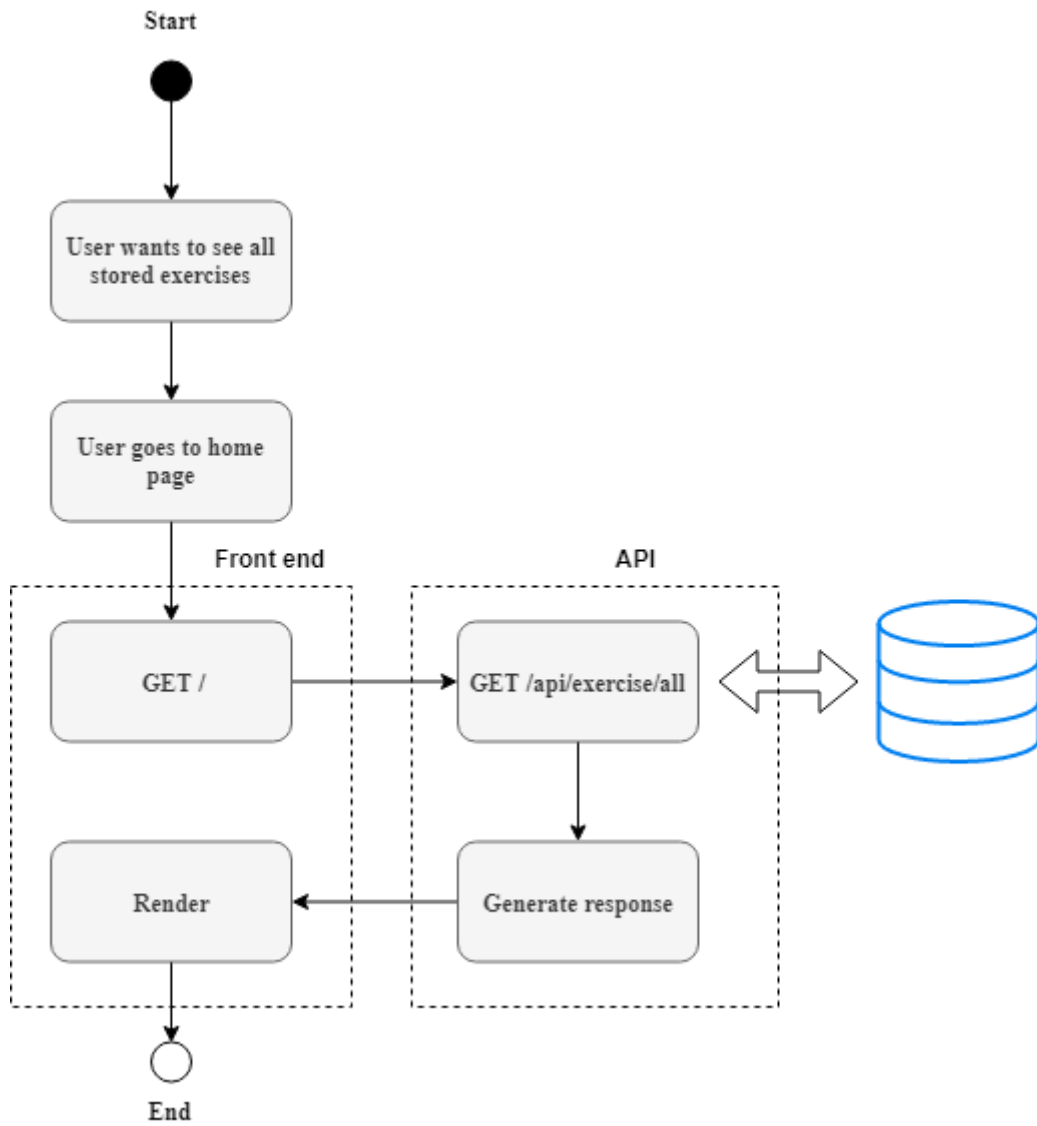 Start
User wants to see all
stored exercises
User goes to home
page
Front end
API
GET /
GET /api/exercise/all
Render
Generate response
End